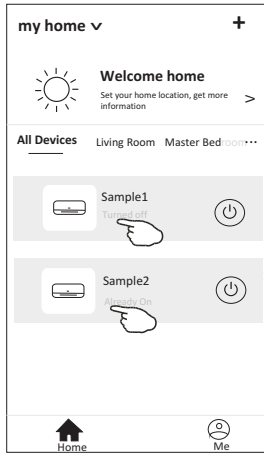 my home
+
Welcome home
Set your home location, get more
information
>
All Devices Living Room Master Bedroom ...
Sample1
Turned off
Sample2
Already On
Home Me